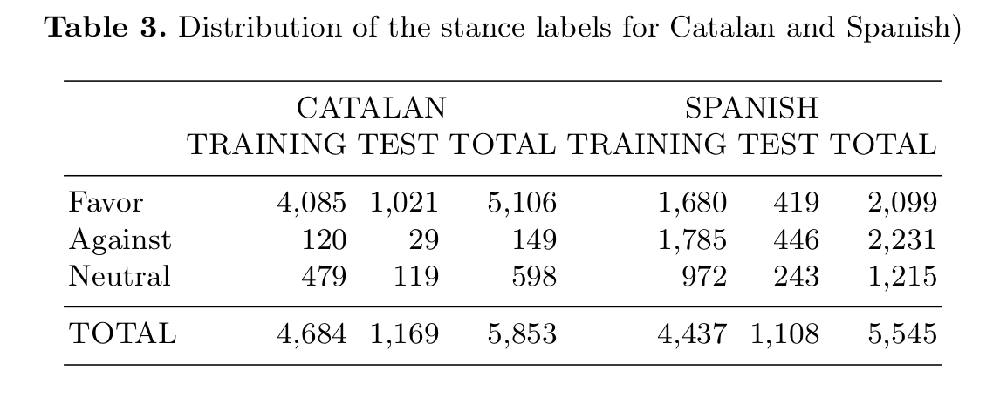 Table 3. Distribution of the stance labels for Catalan and Spanish)
CATALAN SPANISH
TRAINING TEST TOTAL TRAINING TEST TOTAL
Favor 4,085 1,021 5,106 1,680 419 2,099
Against 120 29 149 1,785 446 2,231
Neutral 479 119 598 972 243 1,215
TOTAL 4,684 1,169 5,853 4,437 1,108 5,545